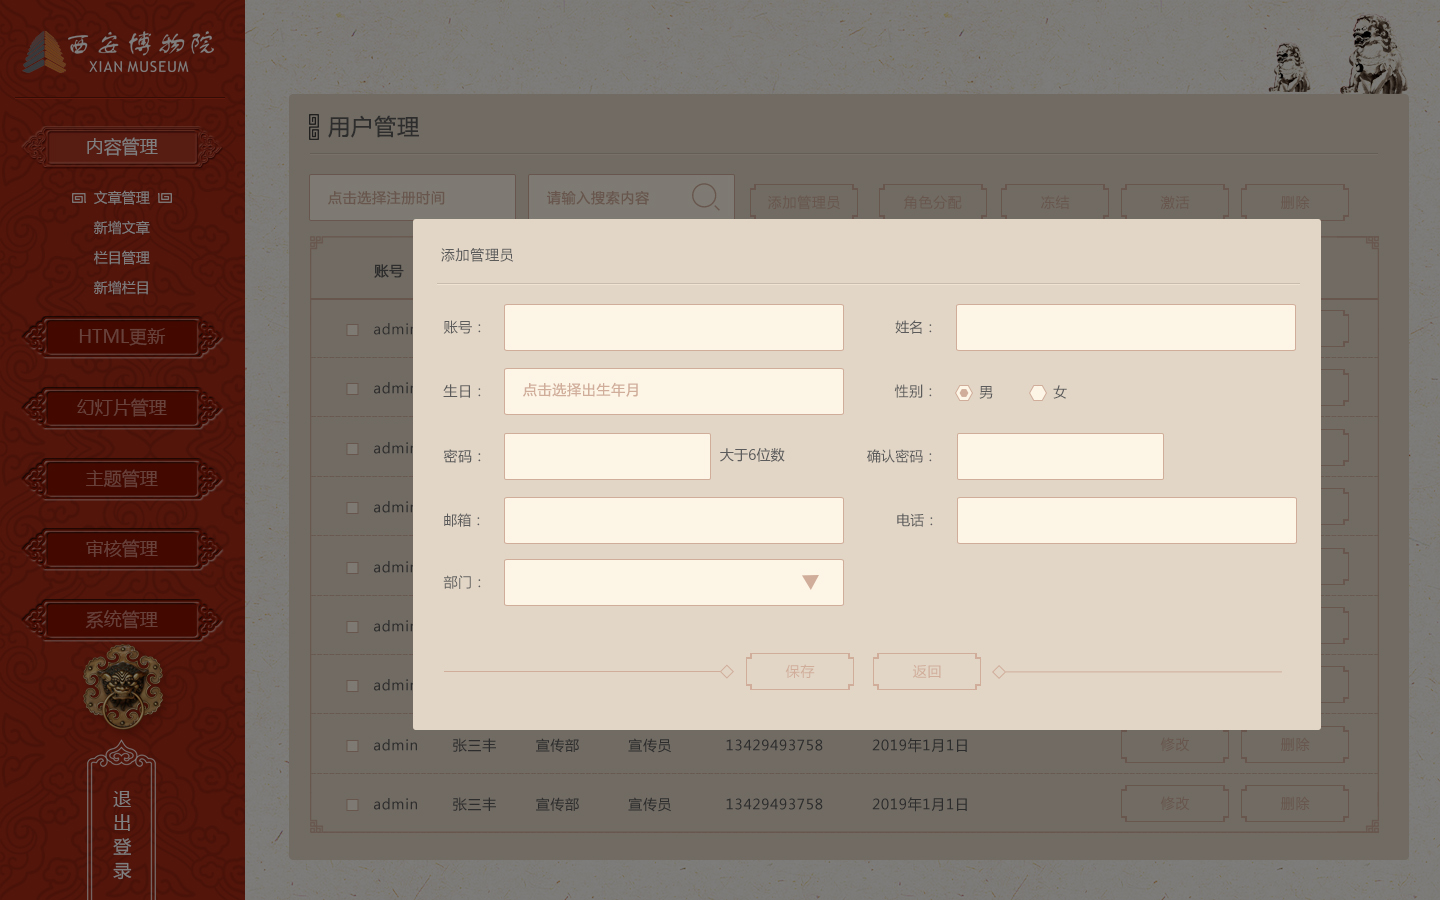 西安博物院
XIAN MUSEUM
内容管理
文章管理
新增文章
栏目管理
新增栏目
HTML更新
幻灯片管理
主题管理
审核管理
系统管理
退出登录
用户管理
点击选择注册时间
请输入搜索内容
添加管理员
角色分配
冻结
激活
删除
账号
admin
admin
admin
admin
admin
admin
admin
添加管理员
账号：
姓名：
生日：
点击选择出生年月
性别：
男
女
密码：
大于6位数
确认密码：
邮箱：
电话：
部门：
保存
返回
admin 张三丰 宣传部 宣传员 13429493758 2019年1月1日 修改 删除
admin 张三丰 宣传部 宣传员 13429493758 2019年1月1日 修改 删除